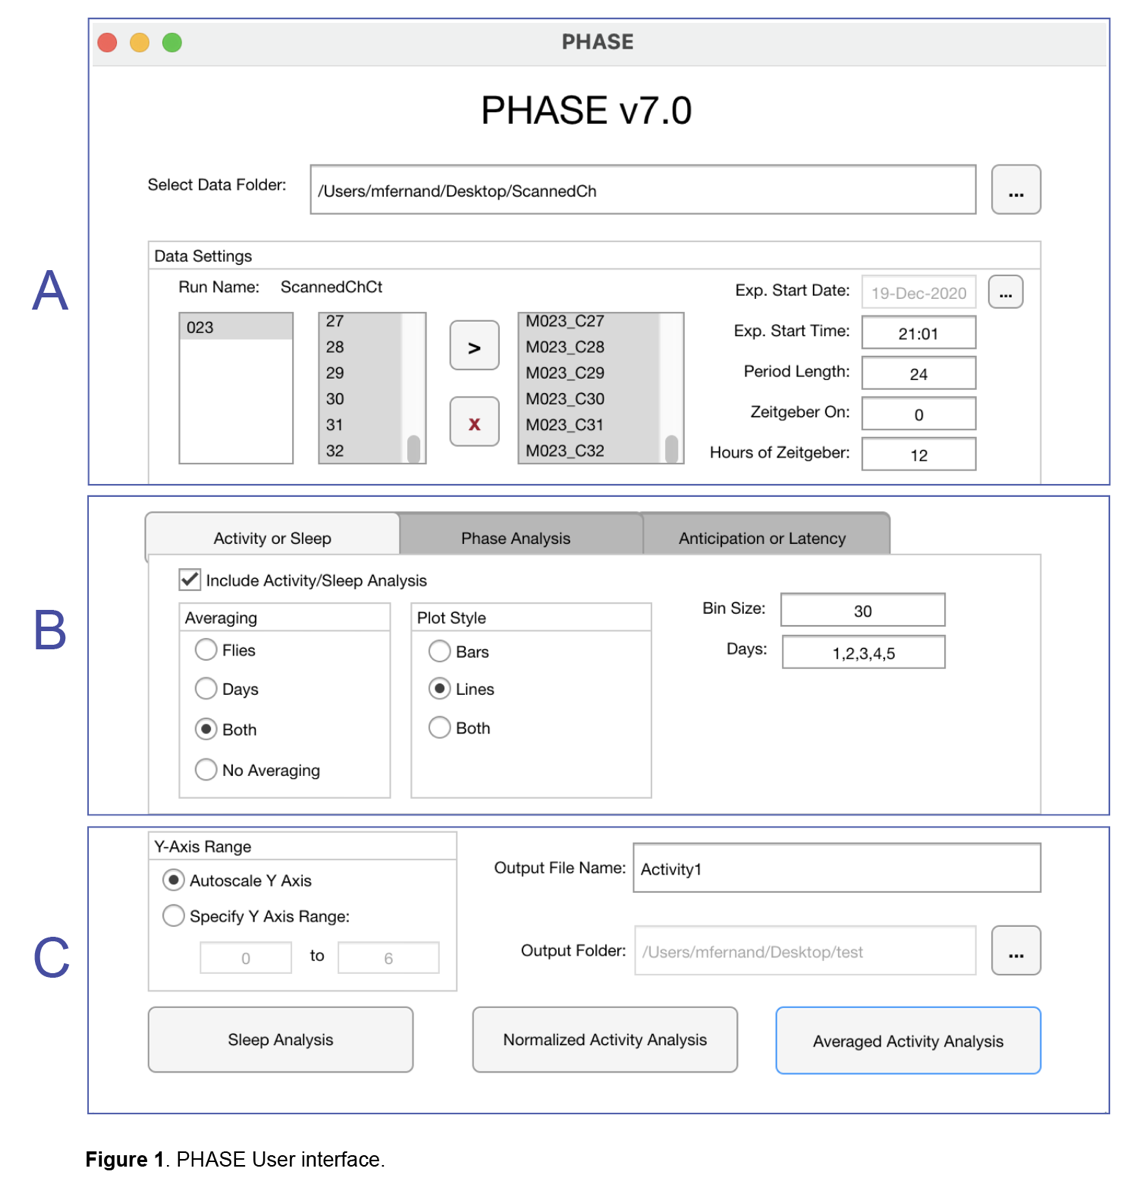 PHASE
PHASE v7.0
Select Data Folder: /Users/mfernand/Desktop/ScannedCh ...
A
Data Settings
Run Name: ScannedChCt
Exp. Start Date: 19-Dec-2020 ...
023
27
28
29
30
31
32
>
x
M023_C27
M023_C28
M023_C29
M023_C30
M023_C31
M023_C32
Exp. Start Time: 21:01
Period Length: 24
Zeitgeber On: 0
Hours of Zeitgeber: 12
B
Activity or Sleep Phase Analysis Anticipation or Latency
Include Activity/Sleep Analysis
Averaging
Flies
Days
Both
No Averaging
Plot Style
Bars
Lines
Both
Bin Size: 30
Days: 1,2,3,4,5
C
Y-Axis Range
Autoscale Y Axis
Specify Y Axis Range:
0 to 6
Output File Name: Activity1
Output Folder: /Users/mfernand/Desktop/test ...
Sleep Analysis Normalized Activity Analysis Averaged Activity Analysis
Figure 1. PHASE User interface.